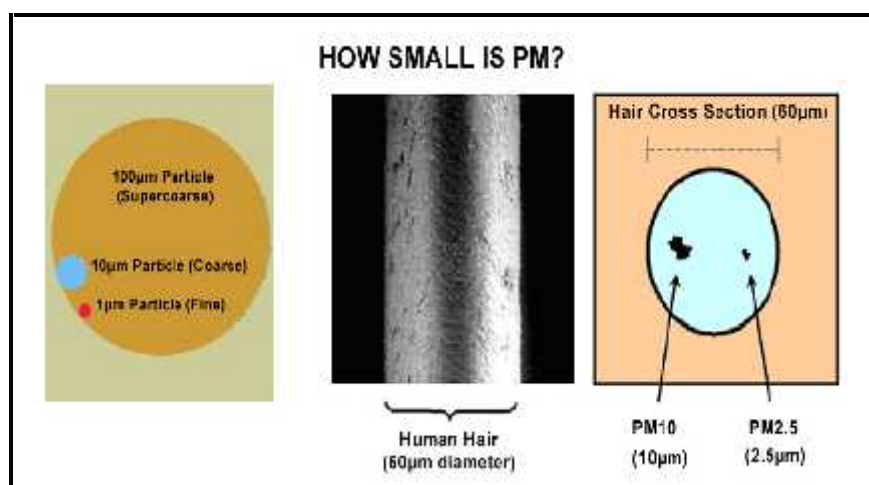 HOW SMALL IS PM?
100µm Particle
(Supercoarse)
10µm Particle (Coarse)
1µm Particle (Fine)
Human Hair
(60µm diameter)
Hair Cross Section (60µm)
PM10
(10µm)
PM2.5
(2.5µm)